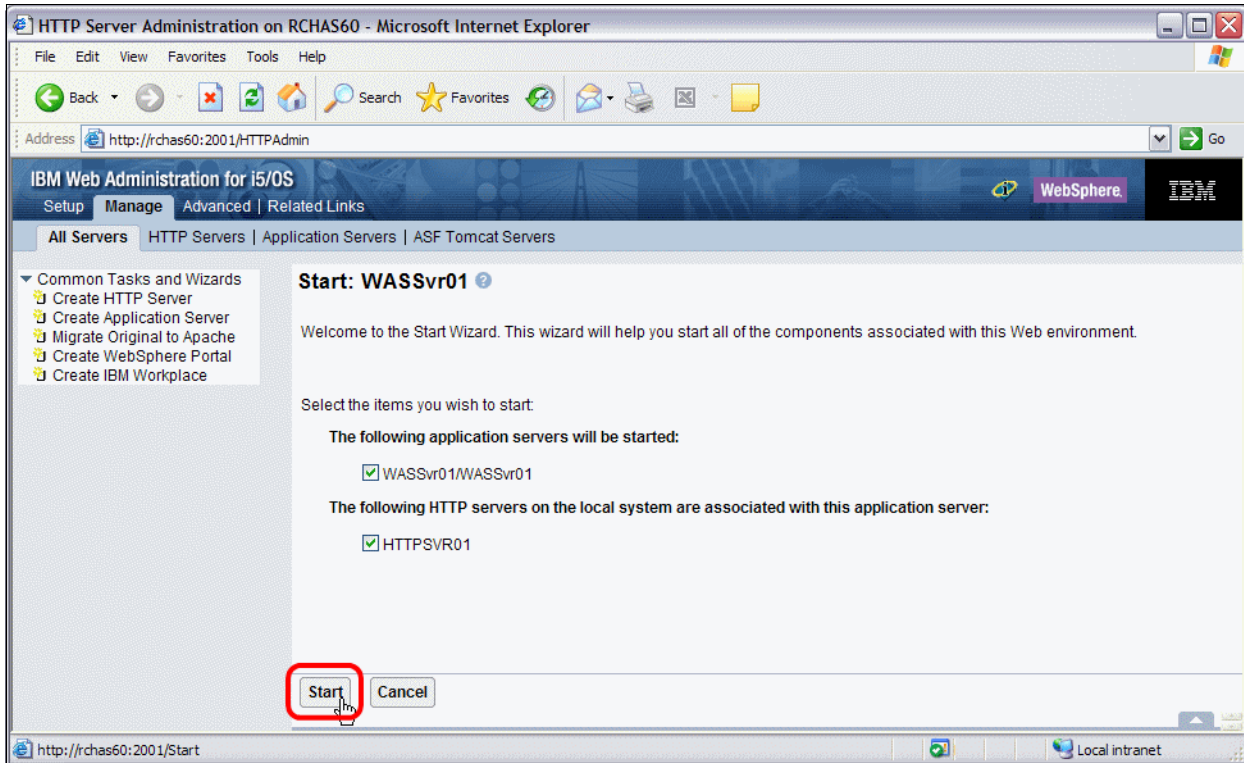 HTTP Server Administration on RCHAS60 - Microsoft Internet Explorer
File Edit View Favorites Tools Help
Back Search Favorites
Address http://rchas60:2001/HTTPAdmin Go
IBM Web Administration for i5/OS
WebSphere. IBM
Setup Manage Advanced | Related Links
All Servers HTTP Servers | Application Servers | ASF Tomcat Servers
Common Tasks and Wizards
Create HTTP Server
Create Application Server
Migrate Original to Apache
Create WebSphere Portal
Create IBM Workplace
Start: WASSvr01
Welcome to the Start Wizard. This wizard will help you start all of the components associated with this Web environment.
Select the items you wish to start:
The following application servers will be started:
WASSvr01/WASSvr01
The following HTTP servers on the local system are associated with this application server:
HTTPSVR01
Start Cancel
http://rchas60:2001/Start Local intranet